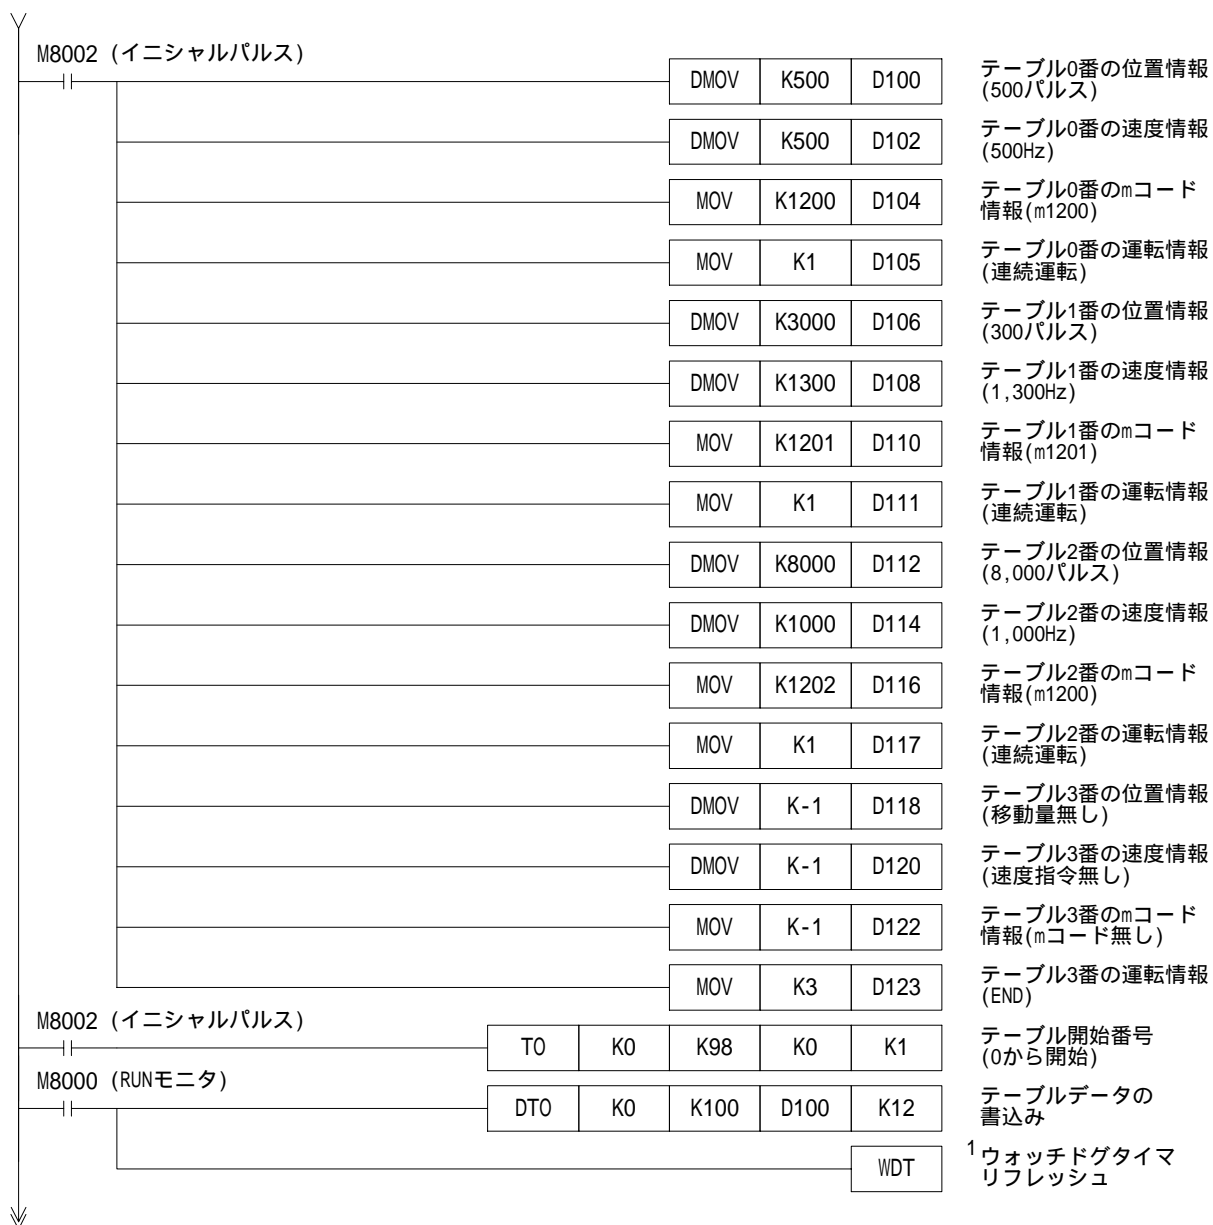 M8002 (イニシャルパルス)
DMOV K500 D100 テーブル0番の位置情報
(500パルス)
DMOV K500 D102 テーブル0番の速度情報
(500Hz)
MOV K1200 D104 テーブル0番のmコード
情報(m1200)
MOV K1 D105 テーブル0番の運転情報
(連続運転)
DMOV K3000 D106 テーブル1番の位置情報
(300パルス)
DMOV K1300 D108 テーブル1番の速度情報
(1,300Hz)
MOV K1201 D110 テーブル1番のmコード
情報(m1201)
MOV K1 D111 テーブル1番の運転情報
(連続運転)
DMOV K8000 D112 テーブル2番の位置情報
(8,000パルス)
DMOV K1000 D114 テーブル2番の速度情報
(1,000Hz)
MOV K1202 D116 テーブル2番のmコード
情報(m1200)
MOV K1 D117 テーブル2番の運転情報
(連続運転)
DMOV K-1 D118 テーブル3番の位置情報
(移動量無し)
DMOV K-1 D120 テーブル3番の速度情報
(速度指令無し)
MOV K-1 D122 テーブル3番のmコード
情報(mコード無し)
MOV K3 D123 テーブル3番の運転情報
(END)
M8002 (イニシャルパルス)
TO K0 K98 K0 K1 テーブル開始番号
(0から開始)
M8000 (RUNモニタ)
DTO K0 K100 D100 K12 テーブルデータの
書込み
WDT 1 ウォッチドグタイマ
リフレッシュ